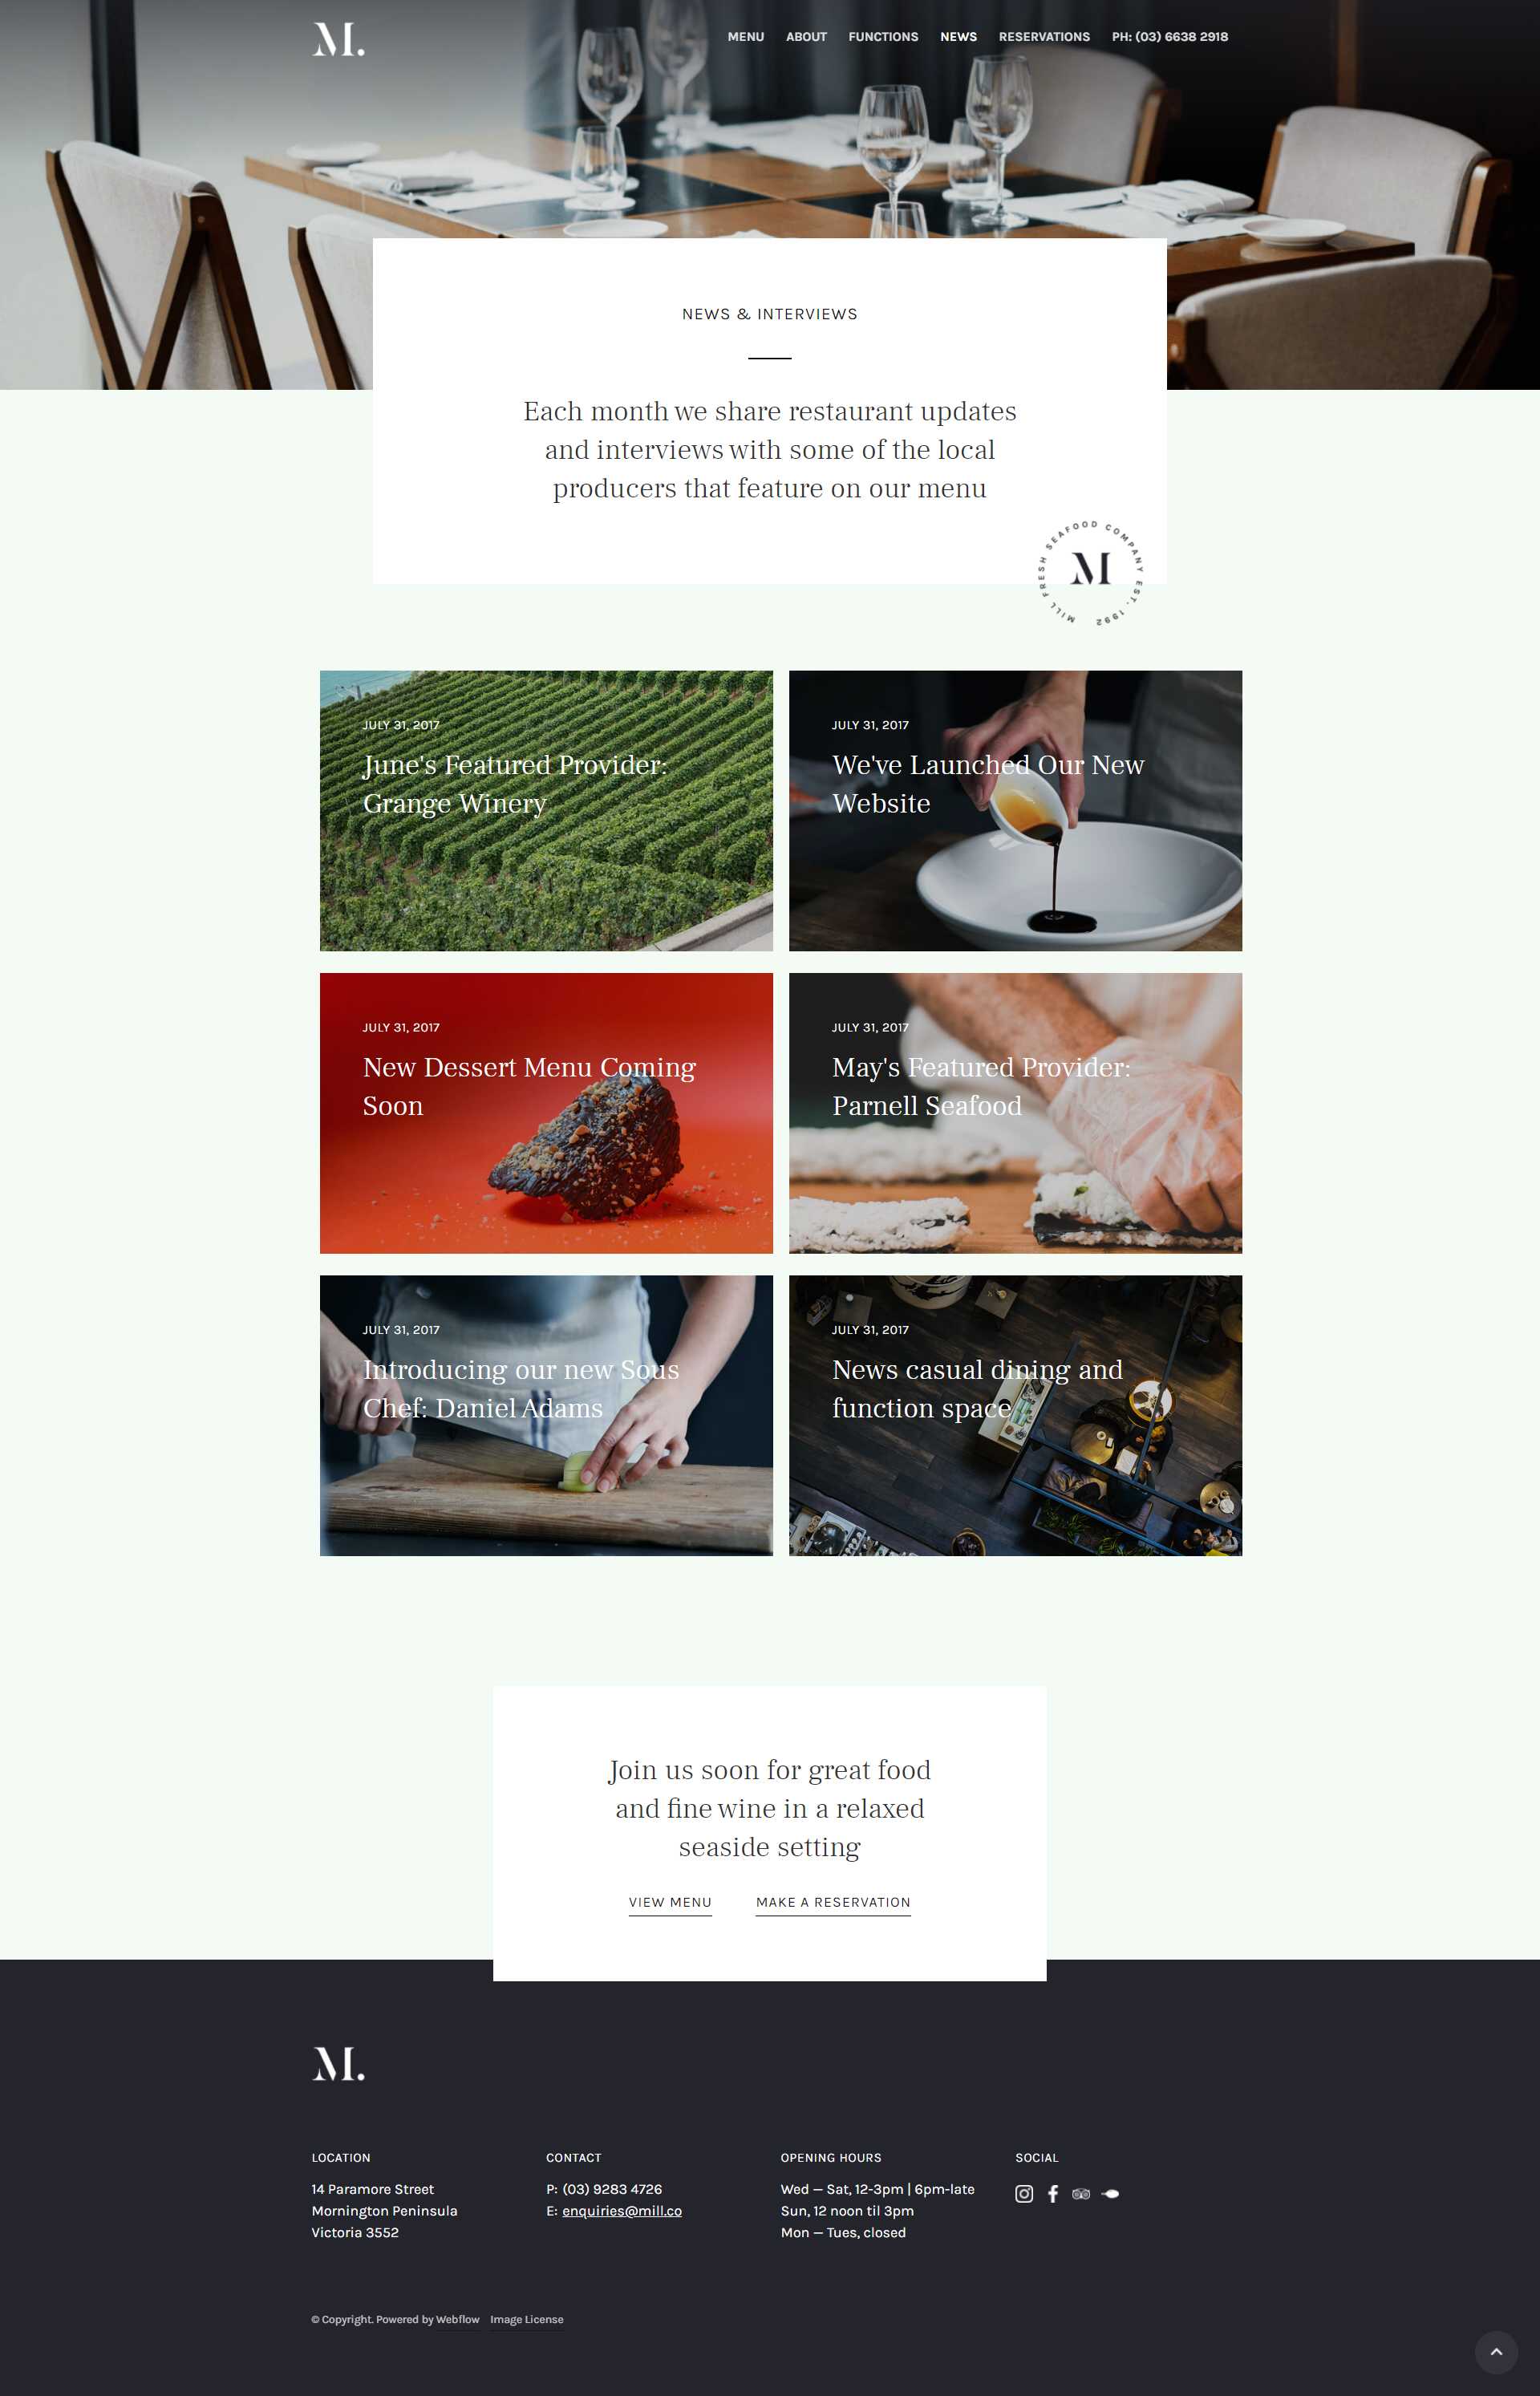 M.
MENU ABOUT FUNCTIONS NEWS RESERVATIONS PH: (03) 6638 2918
NEWS & INTERVIEWS
Each month we share restaurant updates
and interviews with some of the local
producers that feature on our menu
MILL FRESH SEAFOOD COMPANY EST. 1992
M
JULY 31, 2017
June's Featured Provider:
Grange Winery
JULY 31, 2017
We've Launched Our New
Website
JULY 31, 2017
New Dessert Menu Coming
Soon
JULY 31, 2017
May's Featured Provider:
Parnell Seafood
JULY 31, 2017
Introducing our new Sous
Chef: Daniel Adams
JULY 31, 2017
News casual dining and
function space
Join us soon for great food
and fine wine in a relaxed
seaside setting
VIEW MENU MAKE A RESERVATION
M.
LOCATION
14 Paramore Street
Mornington Peninsula
Victoria 3552
CONTACT
P: (03) 9283 4726
E: enquiries@mill.co
OPENING HOURS
Wed — Sat, 12-3pm | 6pm-late
Sun, 12 noon til 3pm
Mon — Tues, closed
SOCIAL
© Copyright. Powered by Webflow Image License